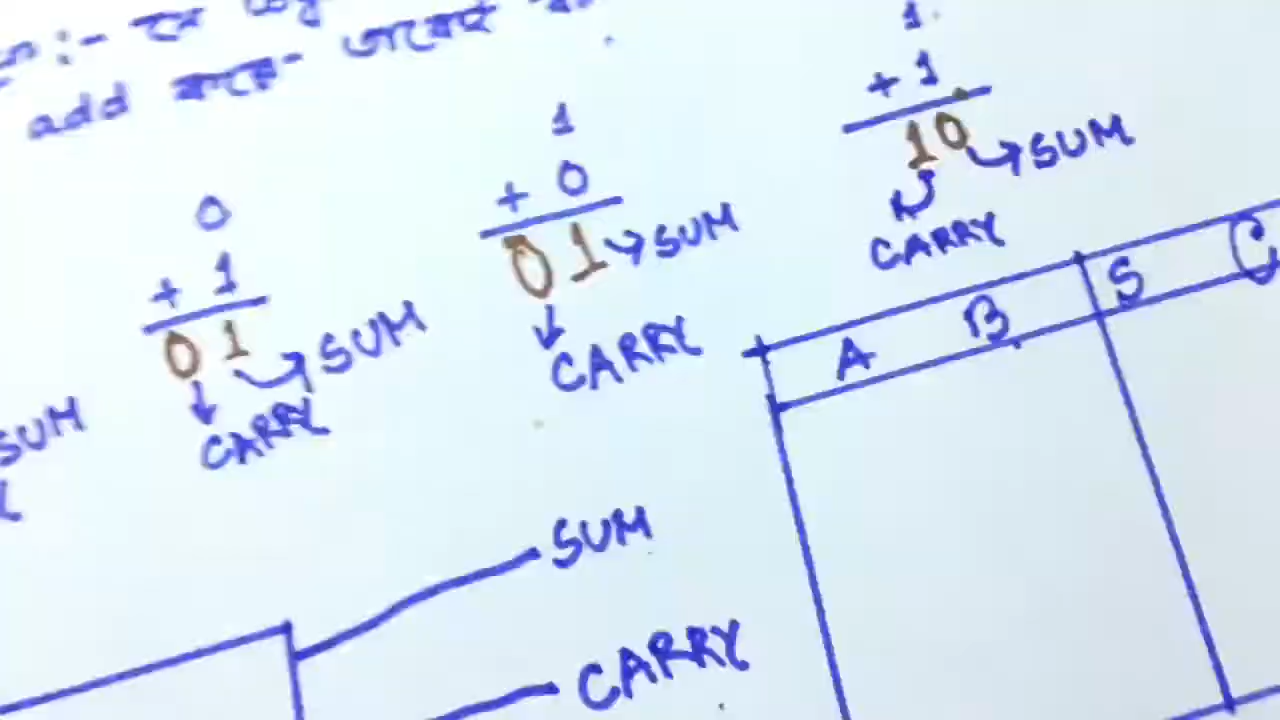 :- যে
add করে
0
+ 1
0 1 → SUM
CARRY
1
+ 0
0 1 → SUM
CARRY
1
+ 1
1 0 → SUM
CARRY
SUM
A B S C
SUM
CARRY